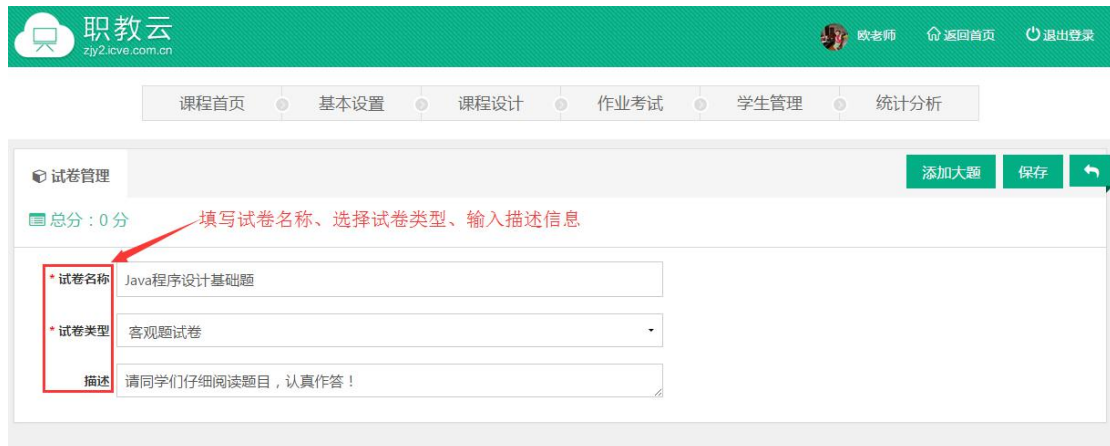 职教云
zjy2.icve.com.cn
欧老师 返回首页 退出登录
课程首页 基本设置 课程设计 作业考试 学生管理 统计分析
试卷管理 添加大题 保存
总分：0 分 填写试卷名称、选择试卷类型、输入描述信息
* 试卷名称 Java程序设计基础题
* 试卷类型 客观题试卷
描述 请同学们仔细阅读题目，认真作答！